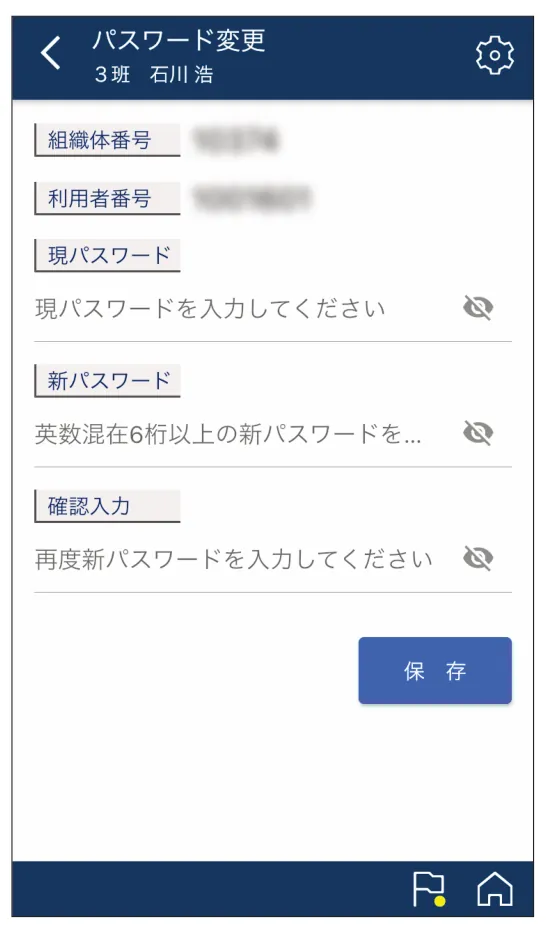 パスワード変更
３班　石川 浩
組織体番号
利用者番号
現パスワード
現パスワードを入力してください
新パスワード
英数混在6桁以上の新パスワードを...
確認入力
再度新パスワードを入力してください
保　存